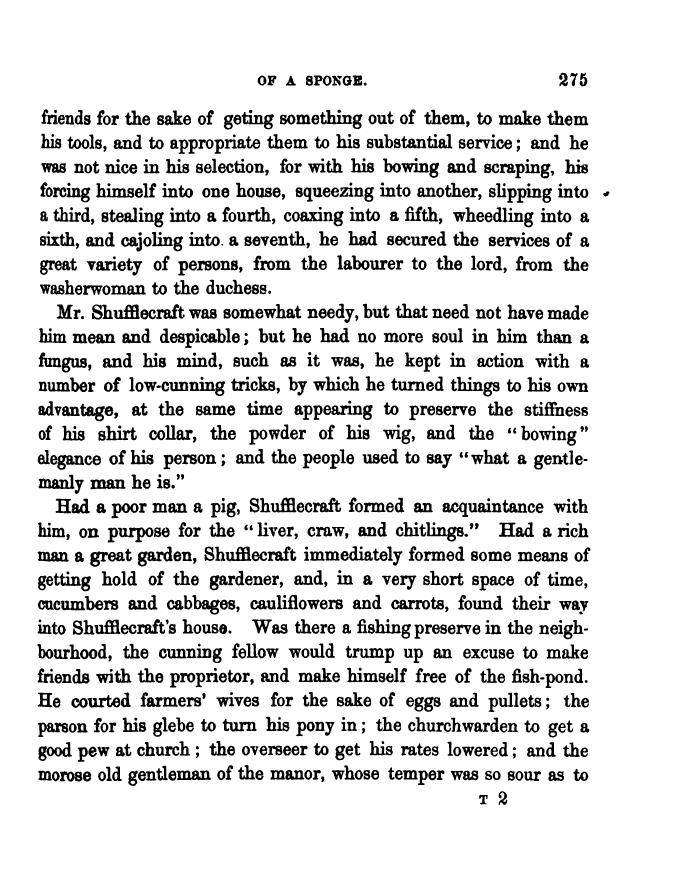 OF A SPONGE. 275
friends for the sake of geting something out of them, to make them
his tools, and to appropriate them to his substantial service; and he
was not nice in his selection, for with his bowing and scraping, his
forcing himself into one house, squeezing into another, slipping into
a third, stealing into a fourth, coaxing into a fifth, wheedling into a
sixth, and cajoling into a seventh, he had secured the services of a
great variety of persons, from the labourer to the lord, from the
washerwoman to the duchess.
Mr. Shufflecraft was somewhat needy, but that need not have made
him mean and despicable; but he had no more soul in him than a
fungus, and his mind, such as it was, he kept in action with a
number of low-cunning tricks, by which he turned things to his own
advantage, at the same time appearing to preserve the stiffness
of his shirt collar, the powder of his wig, and the "bowing"
elegance of his person; and the people used to say "what a gentle-
manly man he is."
Had a poor man a pig, Shufflecraft formed an acquaintance with
him, on purpose for the "liver, craw, and chitlings." Had a rich
man a great garden, Shufflecraft immediately formed some means of
getting hold of the gardener, and, in a very short space of time,
cucumbers and cabbages, cauliflowers and carrots, found their way
into Shufflecraft's house. Was there a fishing preserve in the neigh-
bourhood, the cunning fellow would trump up an excuse to make
friends with the proprietor, and make himself free of the fish-pond.
He courted farmers' wives for the sake of eggs and pullets; the
parson for his glebe to turn his pony in; the churchwarden to get a
good pew at church; the overseer to get his rates lowered; and the
morose old gentleman of the manor, whose temper was so sour as to
T 2